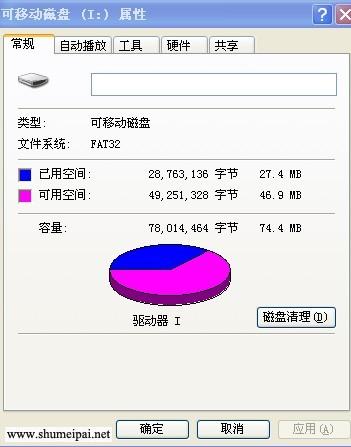 可移动磁盘 (I:) 属性
常规 自动播放 工具 硬件 共享
类型: 可移动磁盘
文件系统: FAT32
已用空间: 28,763,136 字节 27.4 MB
可用空间: 49,251,328 字节 46.9 MB
容量: 78,014,464 字节 74.4 MB
驱动器 I
磁盘清理(D)
www.shumeipai.net
确定 取消 应用(A)